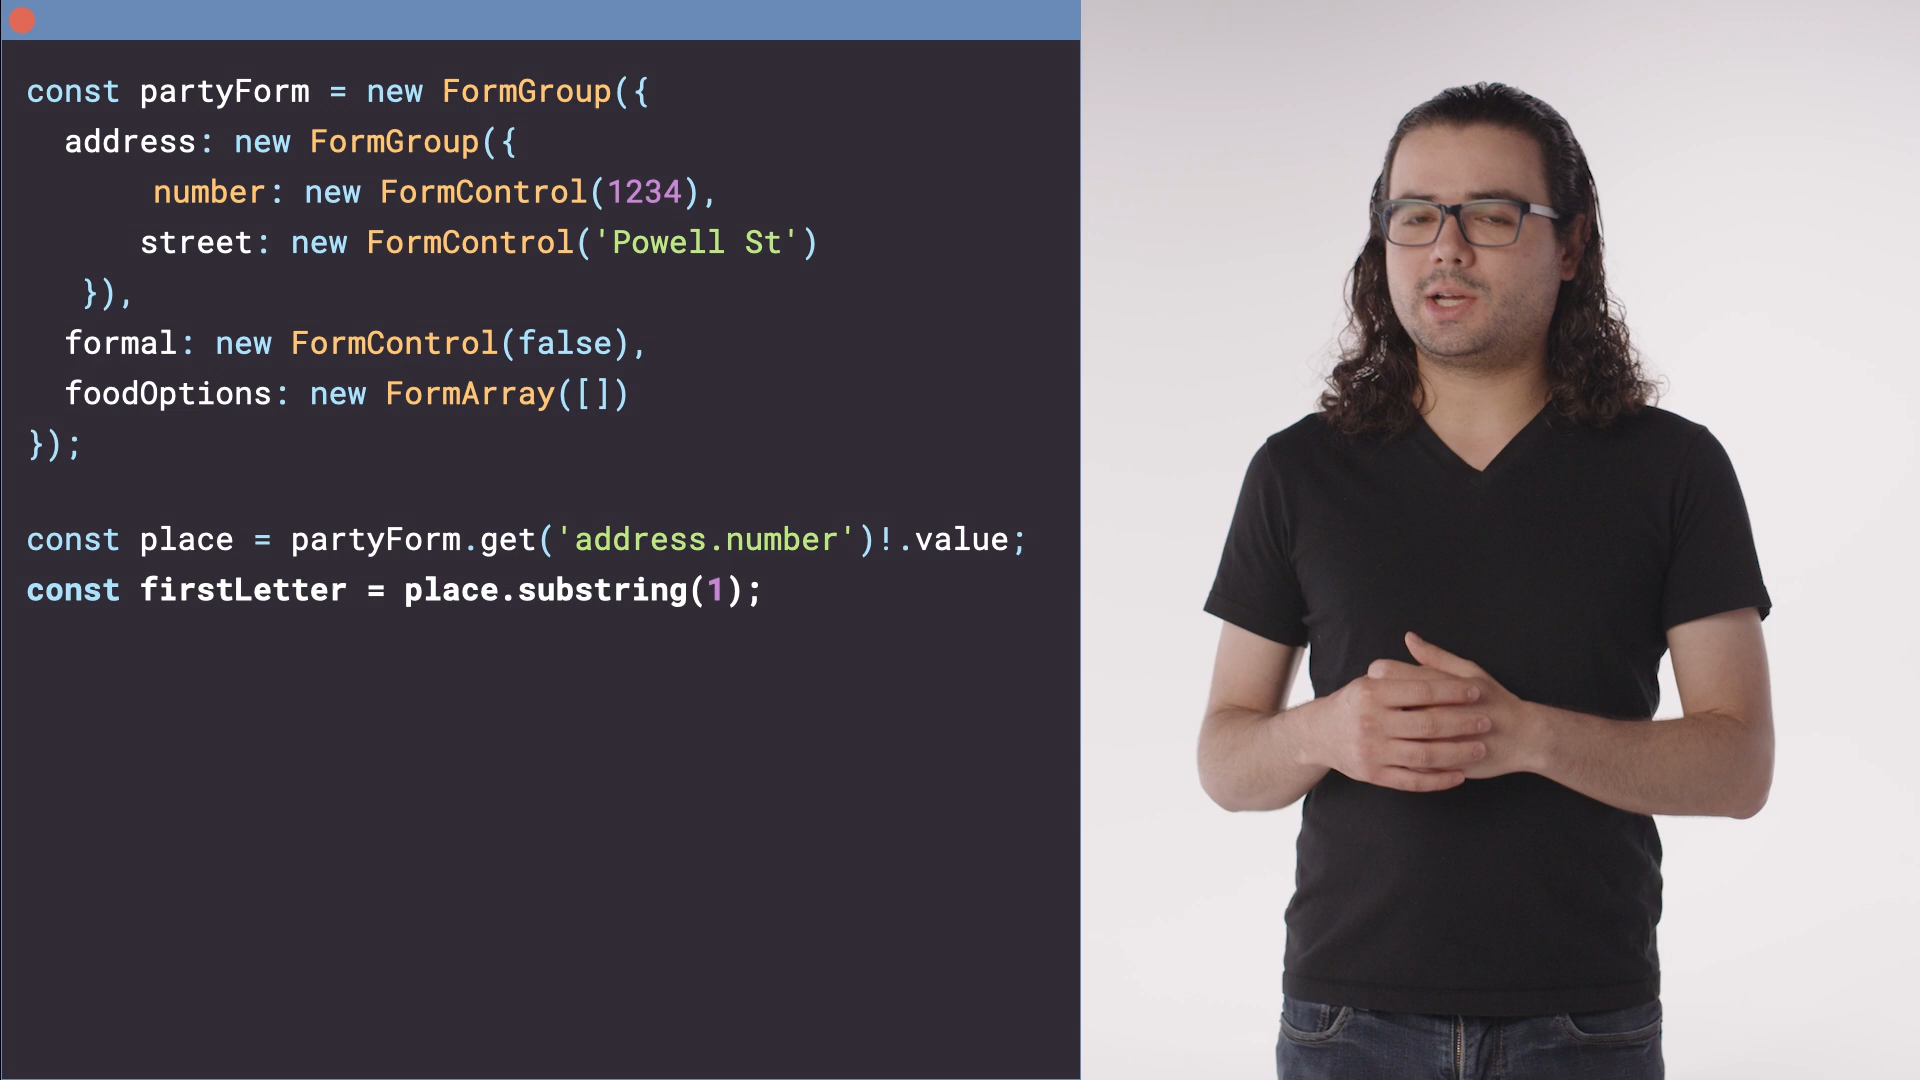 const partyForm = new FormGroup({
address: new FormGroup({
number: new FormControl(1234),
street: new FormControl('Powell St')
}),
formal: new FormControl(false),
foodOptions: new FormArray([])
});
const place = partyForm.get('address.number')!.value;
const firstLetter = place.substring(1);